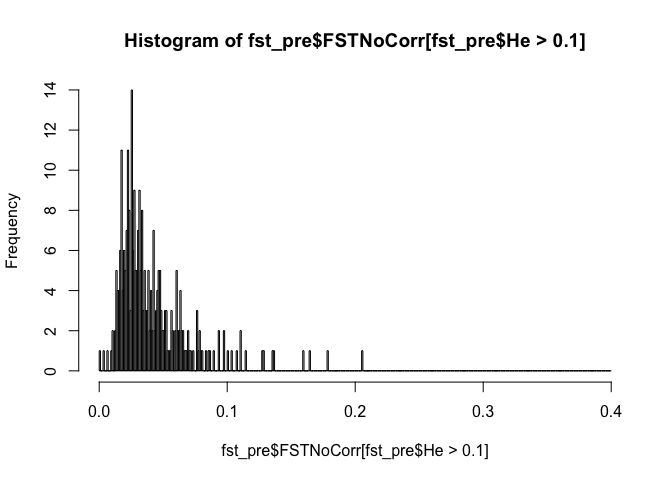 Histogram of fst_pre$FSTNoCorr[fst_pre$He > 0.1]
Frequency
14
12
10
8
6
4
2
0
0.0 0.1 0.2 0.3 0.4
fst_pre$FSTNoCorr[fst_pre$He > 0.1]